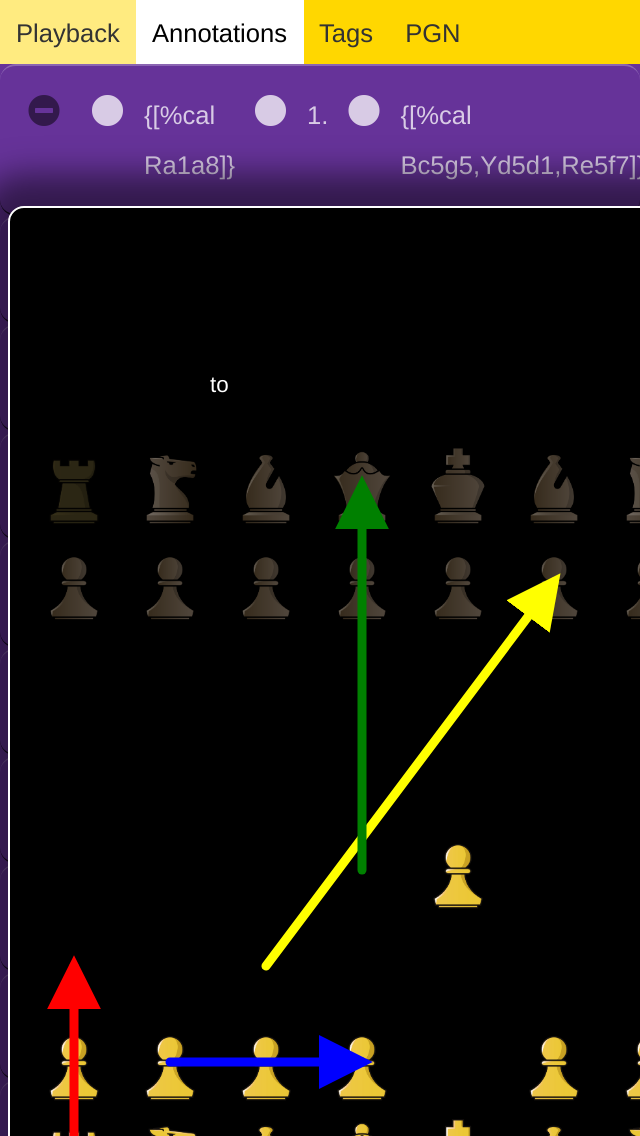 Playback Annotations Tags PGN
{[%cal 1. {[%cal
Ra1a8]} Bc5g5,Yd5d1,Re5f7]}
to